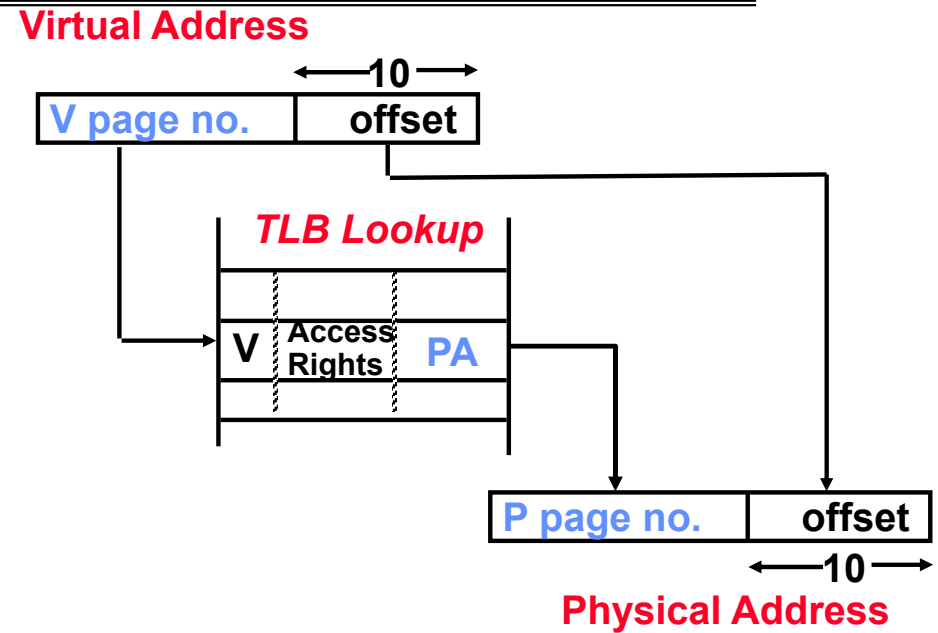 Virtual Address
10
V page no. offset
TLB Lookup
V Access Rights PA
P page no. offset
10
Physical Address